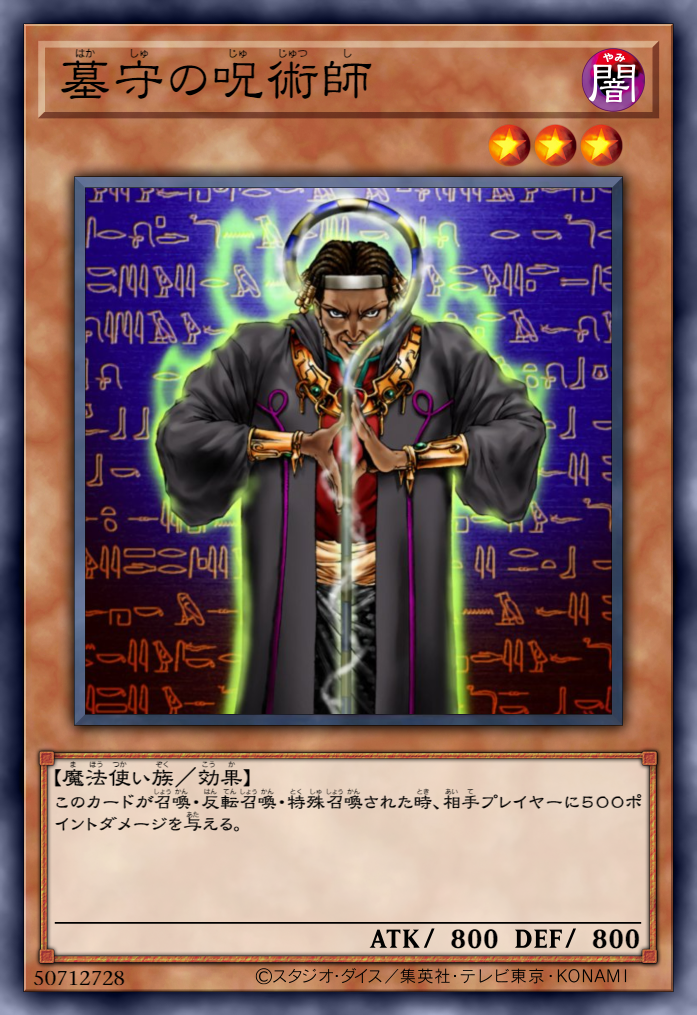 墓守の呪術師
闇
【魔法使い族／効果】
このカードが召喚・反転召喚・特殊召喚された時、相手プレイヤーに５００ポ
イントダメージを与える。
ATK/ 800 DEF/ 800
50712728 ©スタジオ・ダイス／集英社・テレビ東京・KONAMI